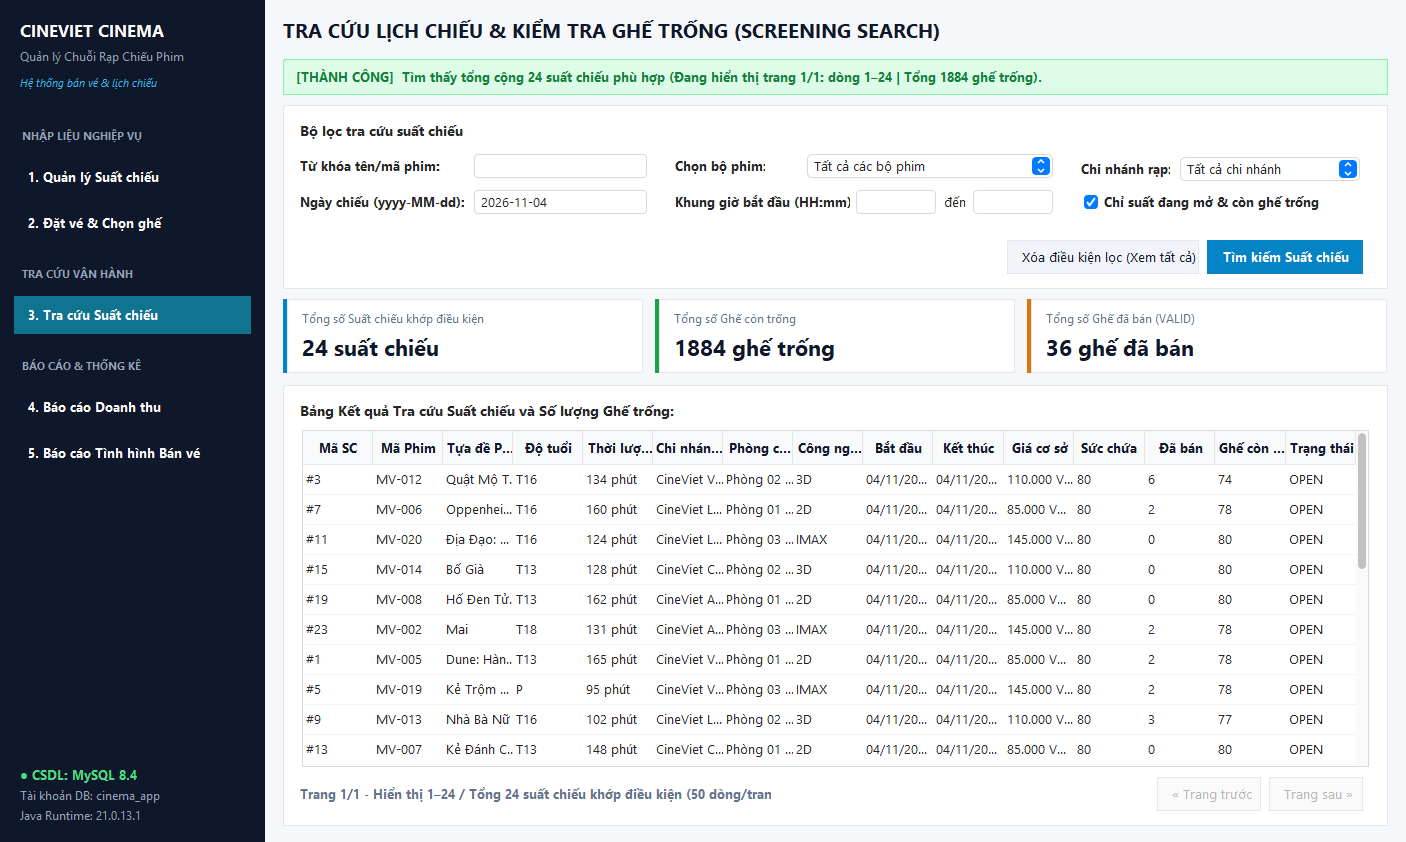 CINEVIET CINEMA
Quản lý Chuỗi Rạp Chiếu Phim
Hệ thống bán vé & lịch chiếu
NHẬP LIỆU NGHIỆP VỤ
1. Quản lý Suất chiếu
2. Đặt vé & Chọn ghế
TRA CỨU VẬN HÀNH
3. Tra cứu Suất chiếu
BÁO CÁO & THỐNG KÊ
4. Báo cáo Doanh thu
5. Báo cáo Tình hình Bán vé
● CSDL: MySQL 8.4
Tài khoản DB: cinema_app
Java Runtime: 21.0.13.1
TRA CỨU LỊCH CHIẾU & KIỂM TRA GHẾ TRỐNG (SCREENING SEARCH)
[THÀNH CÔNG] Tìm thấy tổng cộng 24 suất chiếu phù hợp (Đang hiển thị trang 1/1: dòng 1–24 | Tổng 1884 ghế trống).
Bộ lọc tra cứu suất chiếu
Từ khóa tên/mã phim: Chọn bộ phim: Tất cả các bộ phim Chi nhánh rạp: Tất cả chi nhánh
Ngày chiếu (yyyy-MM-dd): 2026-11-04 Khung giờ bắt đầu (HH:mm) đến Chỉ suất đang mở & còn ghế trống
Xóa điều kiện lọc (Xem tất cả) Tìm kiếm Suất chiếu
Tổng số Suất chiếu khớp điều kiện
24 suất chiếu
Tổng số Ghế còn trống
1884 ghế trống
Tổng số Ghế đã bán (VALID)
36 ghế đã bán
Bảng Kết quả Tra cứu Suất chiếu và Số lượng Ghế trống:
Mã SC Mã Phim Tựa đề P... Độ tuổi Thời lượ... Chi nhán... Phòng c... Công ng... Bắt đầu Kết thúc Giá cơ sở Sức chứa Đã bán Ghế còn ... Trạng thái
#3 MV-012 Quật Mộ T. T16 134 phút CineViet V... Phòng 02 ... 3D 04/11/20... 04/11/20... 110.000 V... 80 6 74 OPEN
#7 MV-006 Oppenhei... T16 160 phút CineViet L... Phòng 01 ... 2D 04/11/20... 04/11/20... 85.000 V... 80 2 78 OPEN
#11 MV-020 Địa Đạo: ... T16 124 phút CineViet L... Phòng 03 ... IMAX 04/11/20... 04/11/20... 145.000 V... 80 0 80 OPEN
#15 MV-014 Bố Già T13 128 phút CineViet C... Phòng 02 ... 3D 04/11/20... 04/11/20... 110.000 V... 80 0 80 OPEN
#19 MV-008 Hố Đen Tử. T13 162 phút CineViet A... Phòng 01 ... 2D 04/11/20... 04/11/20... 85.000 V... 80 0 80 OPEN
#23 MV-002 Mai T18 131 phút CineViet A... Phòng 03 ... IMAX 04/11/20... 04/11/20... 145.000 V... 80 2 78 OPEN
#1 MV-005 Dune: Hàn.. T13 165 phút CineViet V... Phòng 01 ... 2D 04/11/20... 04/11/20... 85.000 V... 80 2 78 OPEN
#5 MV-019 Kẻ Trộm ... P 95 phút CineViet V... Phòng 03 ... IMAX 04/11/20... 04/11/20... 145.000 V... 80 2 78 OPEN
#9 MV-013 Nhà Bà Nữ T16 102 phút CineViet L... Phòng 02 ... 3D 04/11/20... 04/11/20... 110.000 V... 80 3 77 OPEN
#13 MV-007 Kẻ Đánh C.. T13 148 phút CineViet C... Phòng 01 ... 2D 04/11/20... 04/11/20... 85.000 V... 80 0 80 OPEN
Trang 1/1 - Hiển thị 1–24 / Tổng 24 suất chiếu khớp điều kiện (50 dòng/tran
« Trang trước Trang sau »